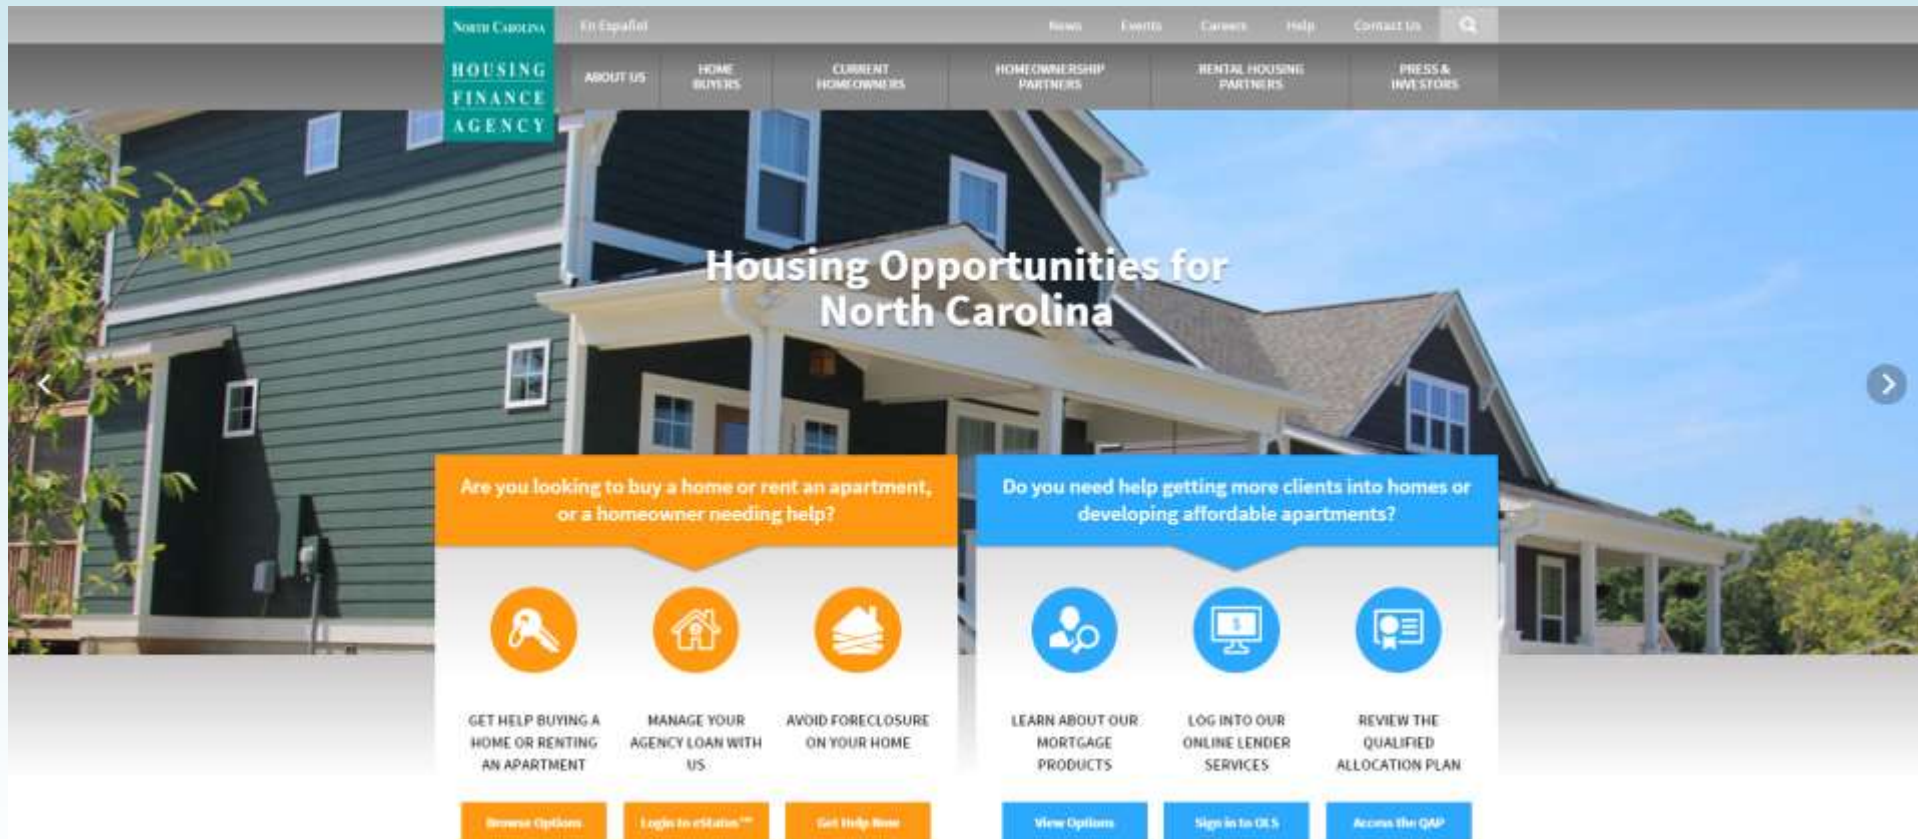 NORTH CAROLINA
HOUSING
FINANCE
AGENCY
En Español
News
Events
Careers
Help
Contact Us
ABOUT US
HOME
BUYERS
CURRENT
HOMEOWNERS
HOMEOWNERSHIP
PARTNERS
RENTAL HOUSING
PARTNERS
PRESS &
INVESTORS
Housing Opportunities for
North Carolina
Are you looking to buy a home or rent an apartment,
or a homeowner needing help?
GET HELP BUYING A
HOME OR RENTING
AN APARTMENT
Browse Options
MANAGE YOUR
AGENCY LOAN WITH
US
Login to eStatus℠
AVOID FORECLOSURE
ON YOUR HOME
Get Help Now
Do you need help getting more clients into homes or
developing affordable apartments?
LEARN ABOUT OUR
MORTGAGE
PRODUCTS
View Options
$
LOG INTO OUR
ONLINE LENDER
SERVICES
Sign in to OLS
REVIEW THE
QUALIFIED
ALLOCATION PLAN
Access the QAP